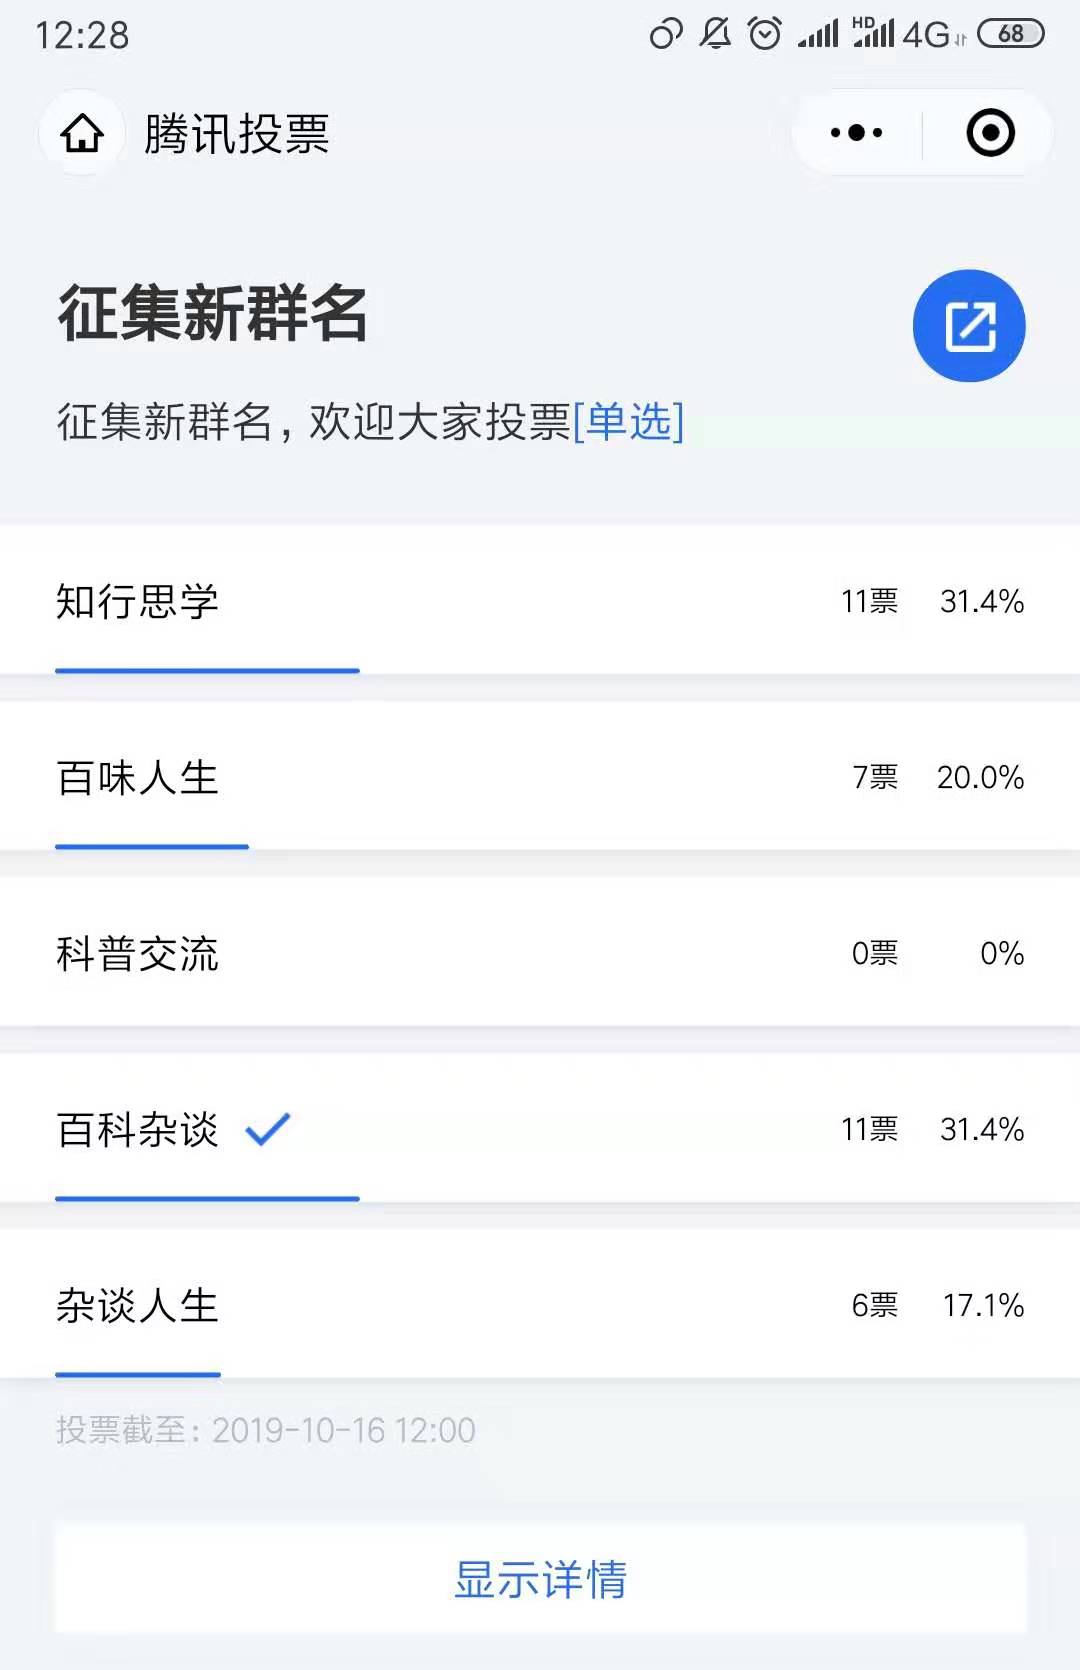 12:28 HD 4G 68
腾讯投票
征集新群名
征集新群名，欢迎大家投票[单选]
知行思学 11票 31.4%
百味人生 7票 20.0%
科普交流 0票 0%
百科杂谈 11票 31.4%
杂谈人生 6票 17.1%
投票截至：2019-10-16 12:00
显示详情